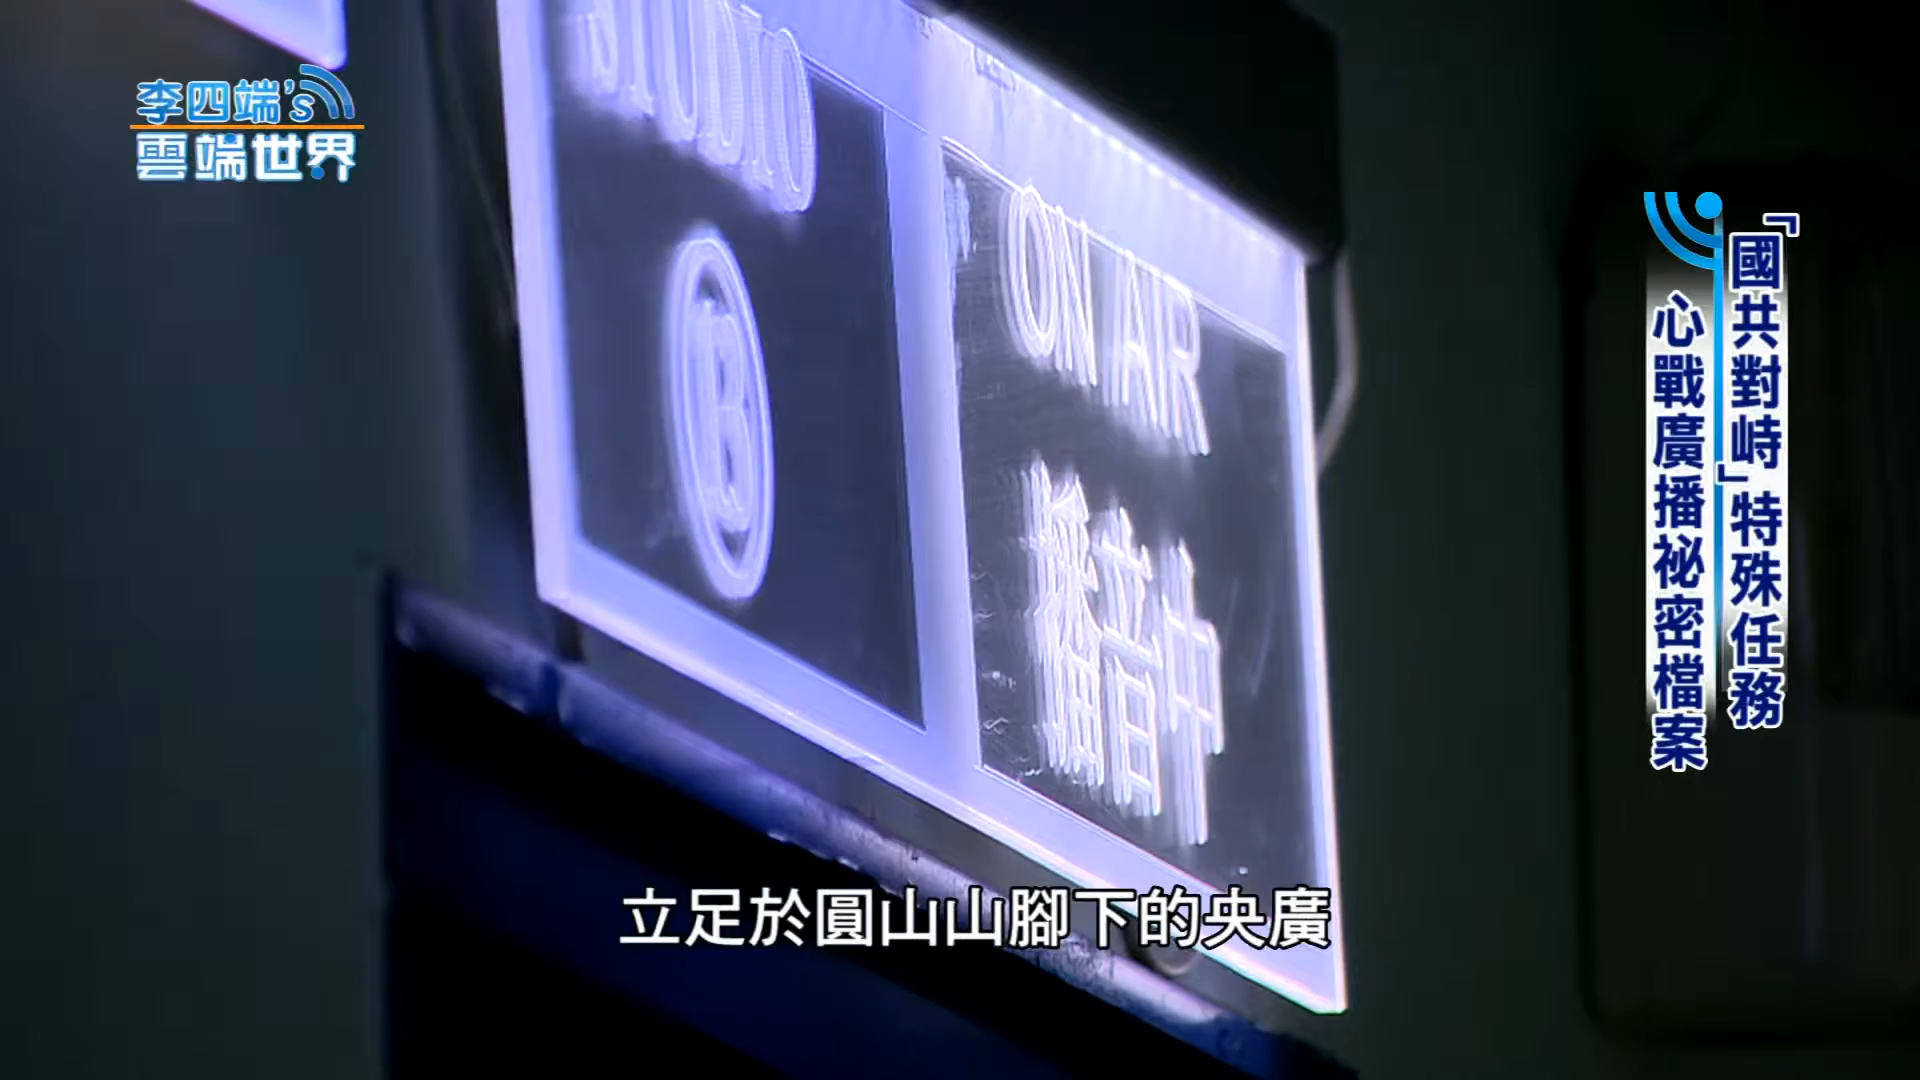 李四端's
雲端世界
「國共對峙」特殊任務
心戰廣播祕密檔案
STUDIO
B
ON AIR
播音中
立足於圓山山腳下的央廣